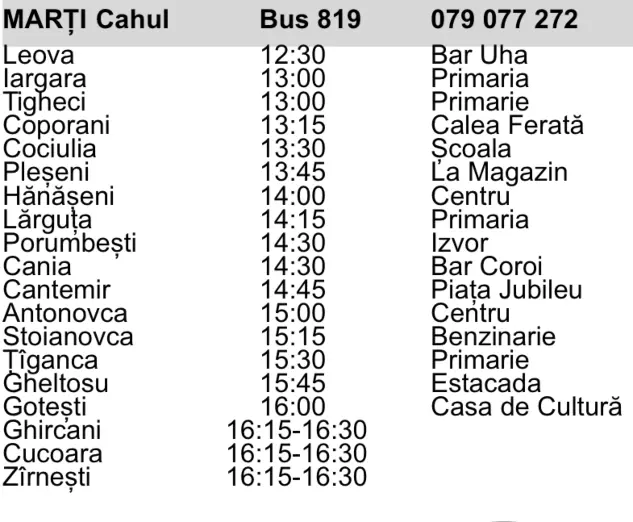 MARȚI Cahul Bus 819 079 077 272
Leova 12:30 Bar Uha
Iargara 13:00 Primaria
Tigheci 13:00 Primarie
Coporani 13:15 Calea Ferată
Cociulia 13:30 Școala
Pleșeni 13:45 La Magazin
Hănășeni 14:00 Centru
Lărguța 14:15 Primaria
Porumbești 14:30 Izvor
Cania 14:30 Bar Coroi
Cantemir 14:45 Piața Jubileu
Antonovca 15:00 Centru
Stoianovca 15:15 Benzinarie
Țîganca 15:30 Primarie
Gheltosu 15:45 Estacada
Gotești 16:00 Casa de Cultură
Ghircani 16:15-16:30
Cucoara 16:15-16:30
Zîrnești 16:15-16:30